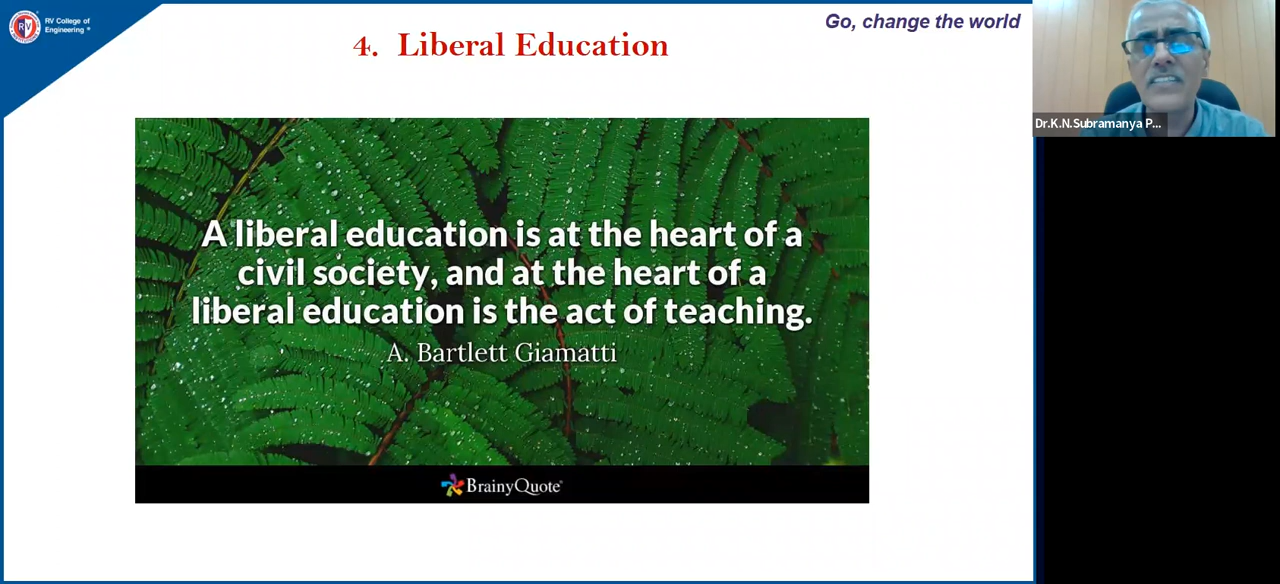 RV College of
Engineering ®
Go, change the world
4. Liberal Education
Dr.K.N.Subramanya P...
A liberal education is at the heart of a
civil society, and at the heart of a
liberal education is the act of teaching.
A. Bartlett Giamatti
BrainyQuote®